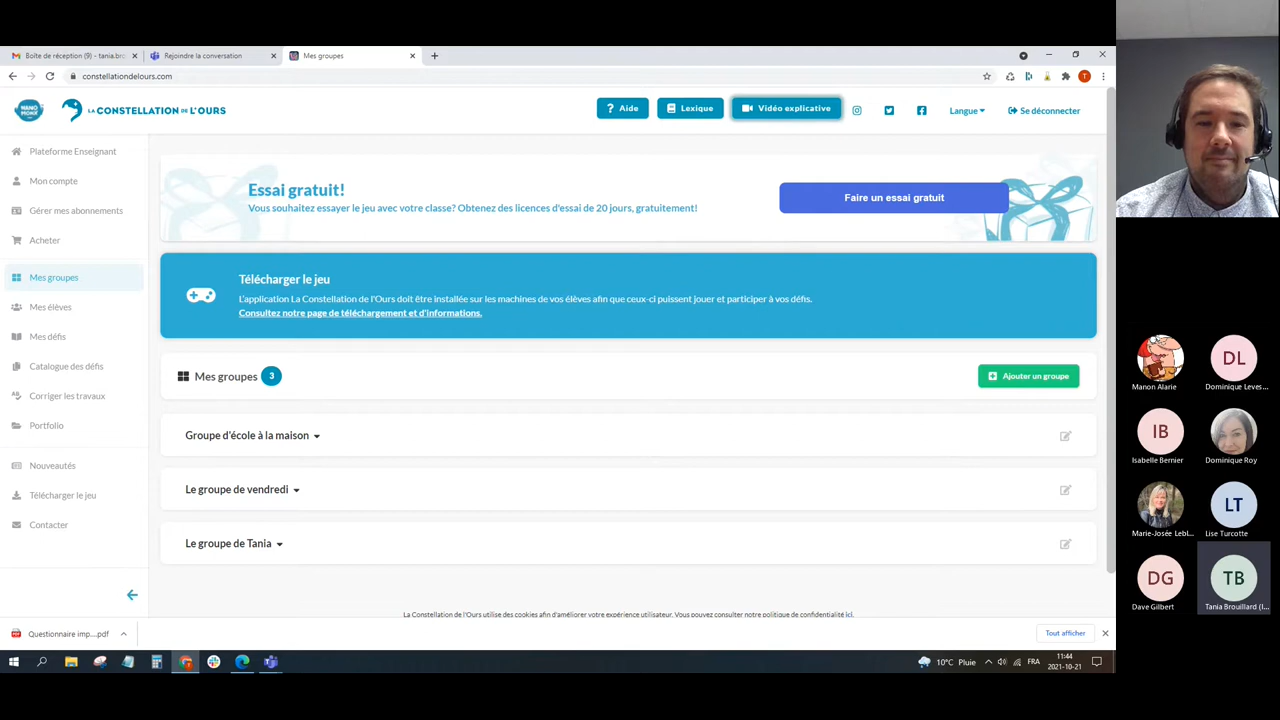 Boîte de réception (9) - tania.bro
Rejoindre la conversation
Mes groupes
constellationdelours.com
LA CONSTELLATION DE L'OURS
? Aide
Lexique
Vidéo explicative
Langue
Se déconnecter
Plateforme Enseignant
Mon compte
Gérer mes abonnements
Acheter
Mes groupes
Mes élèves
Mes défis
Catalogue des défis
Corriger les travaux
Portfolio
Nouveautés
Télécharger le jeu
Contacter
Essai gratuit!
Vous souhaitez essayer le jeu avec votre classe? Obtenez des licences d'essai de 20 jours, gratuitement!
Faire un essai gratuit
Télécharger le jeu
L'application La Constellation de l'Ours doit être installée sur les machines de vos élèves afin que ceux-ci puissent jouer et participer à vos défis.
Consultez notre page de téléchargement et d'informations.
Mes groupes 3
Ajouter un groupe
Groupe d'école à la maison
Le groupe de vendredi
Le groupe de Tania
La Constellation de l'Ours utilise des cookies afin d'améliorer votre expérience utilisateur. Vous pouvez consulter notre politique de confidentialité ici.
Questionnaire imp....pdf
Tout afficher
10°C Pluie
FRA
11:44
2021-10-21
Manon Alarie
DL
Dominique Leves...
IB
Isabelle Bernier
Dominique Roy
Marie-Josée Lebl...
LT
Lise Turcotte
DG
Dave Gilbert
TB
Tania Brouillard (I...